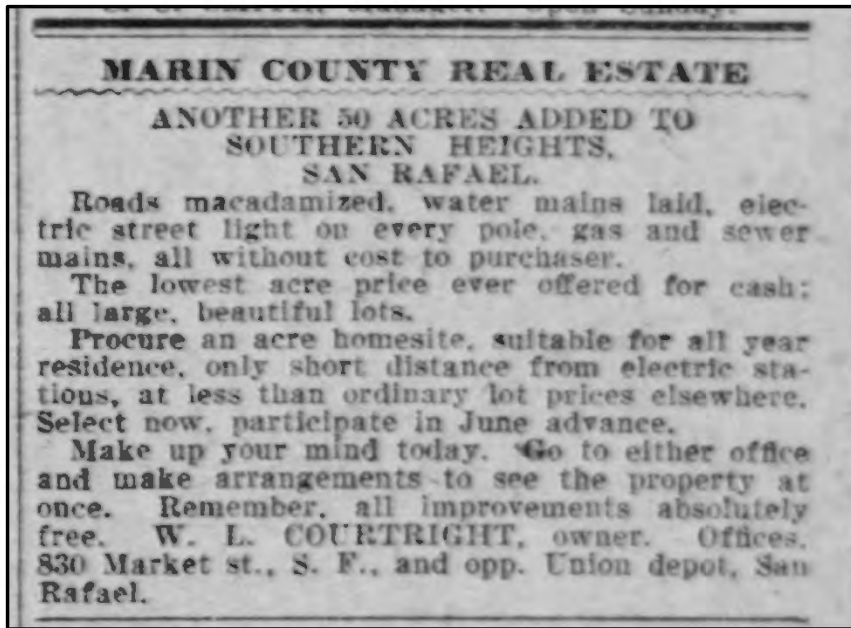 MARIN COUNTY REAL ESTATE
ANOTHER 50 ACRES ADDED TO
SOUTHERN HEIGHTS,
SAN RAFAEL.
Roads macadamized, water mains laid, elec-
tric street light on every pole, gas and sewer
mains, all without cost to purchaser.
The lowest acre price ever offered for cash;
all large, beautiful lots.
Procure an acre homesite, suitable for all year
residence, only short distance from electric sta-
tions, at less than ordinary lot prices elsewhere.
Select now, participate in June advance.
Make up your mind today. Go to either office
and make arrangements to see the property at
once. Remember, all improvements absolutely
free. W. L. COURTRIGHT, owner. Offices,
830 Market st., S. F., and opp. Union depot, San
Rafael.